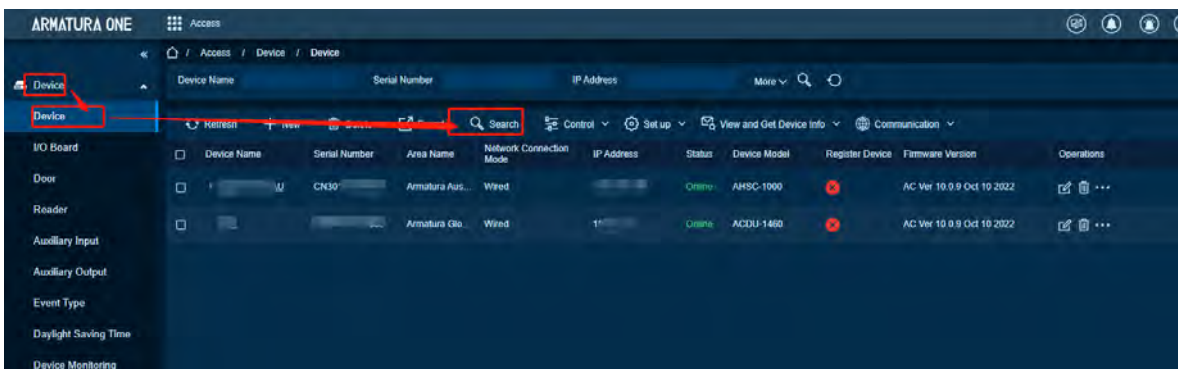 ARMATURA ONE
Access
Access / Device / Device
Device
Device Name Serial Number IP Address More
Device
Refresh New Search Control Set up View and Get Device Info Communication
I/O Board
Device Name Serial Number Area Name Network Connection Mode IP Address Status Device Model Register Device Firmware Version Operations
Door
CN30 Armatura Aus... Wired Online AHSC-1000 AC Ver 10.0.9 Oct 10 2022
Reader
Armatura Glo... Wired Online ACDU-1460 AC Ver 10.0.9 Oct 10 2022
Auxiliary Input
Auxiliary Output
Event Type
Daylight Saving Time
Device Monitoring